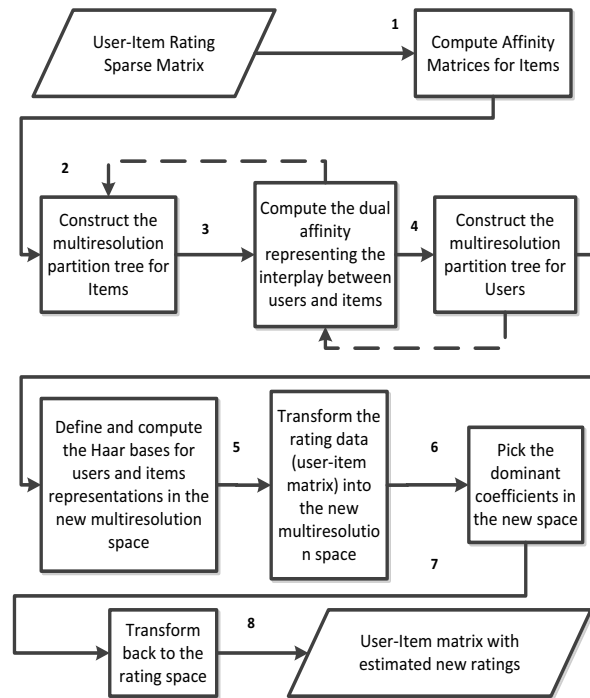 User-Item Rating
Sparse Matrix
1
Compute Affinity
Matrices for Items
2
Construct the
multiresolution
partition tree for
Items
3
Compute the dual
affinity
representing the
interplay between
users and items
4
Construct the
multiresolution
partition tree for
Users
Define and compute
the Haar bases for
users and items
representations in the
new multiresolution
space
5
Transform the
rating data
(user-item
matrix) into
the new
multiresolutio
n space
6
Pick the
dominant
coefficients in
the new space
7
Transform
back to the
rating space
8
User-Item matrix with
estimated new ratings